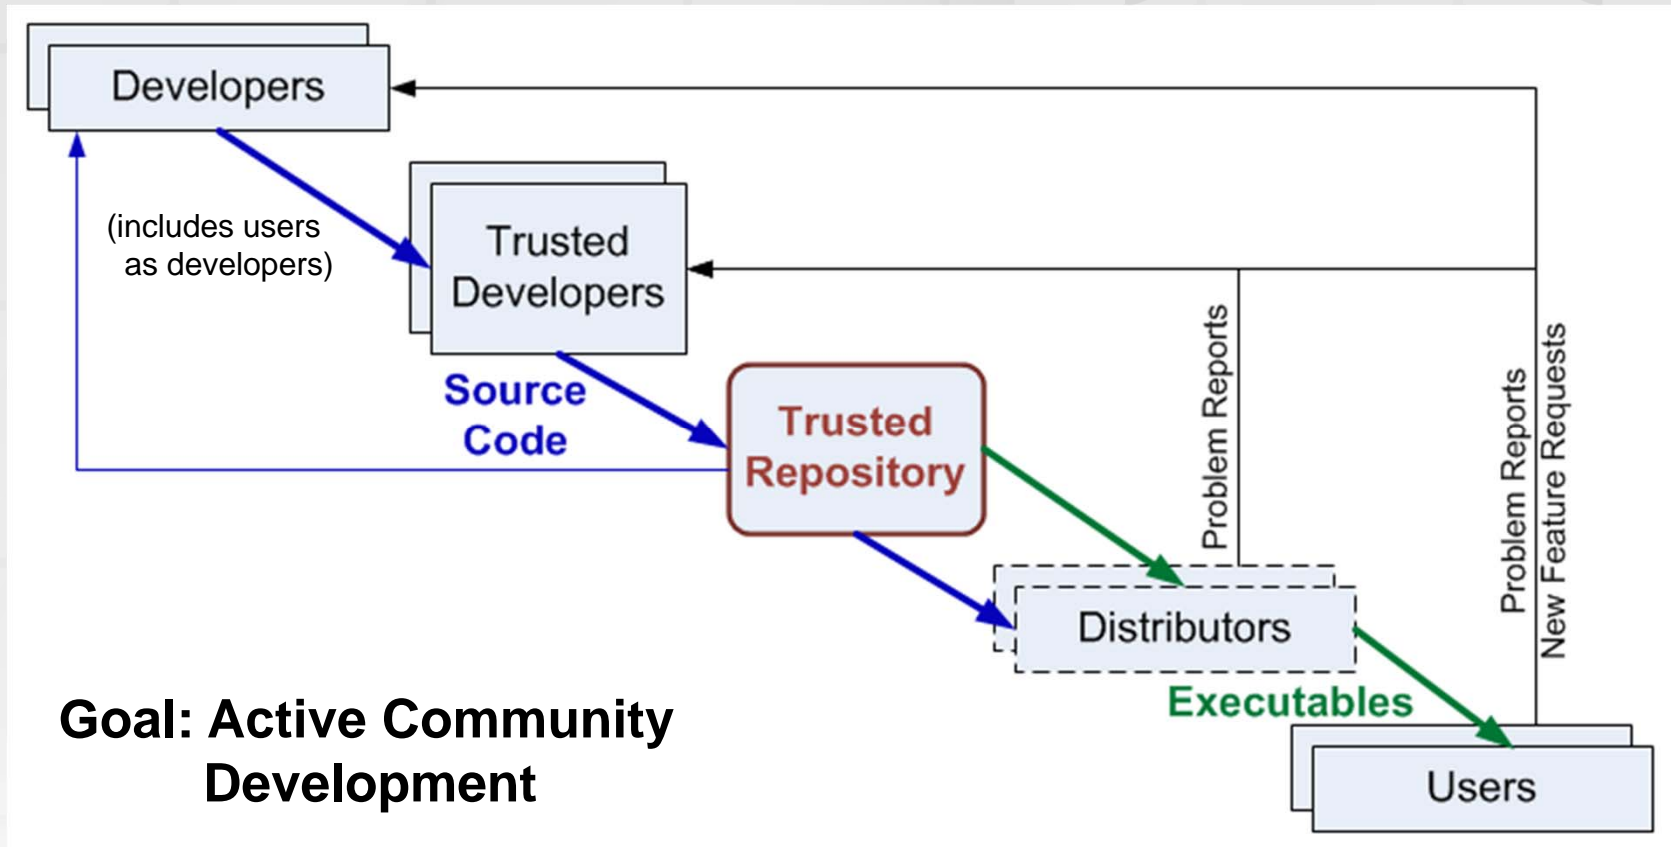 Developers
(includes users
as developers)
Trusted
Developers
Source
Code
Trusted
Repository
Problem Reports
Problem Reports
New Feature Requests
Distributors
Executables
Goal: Active Community
Development
Users